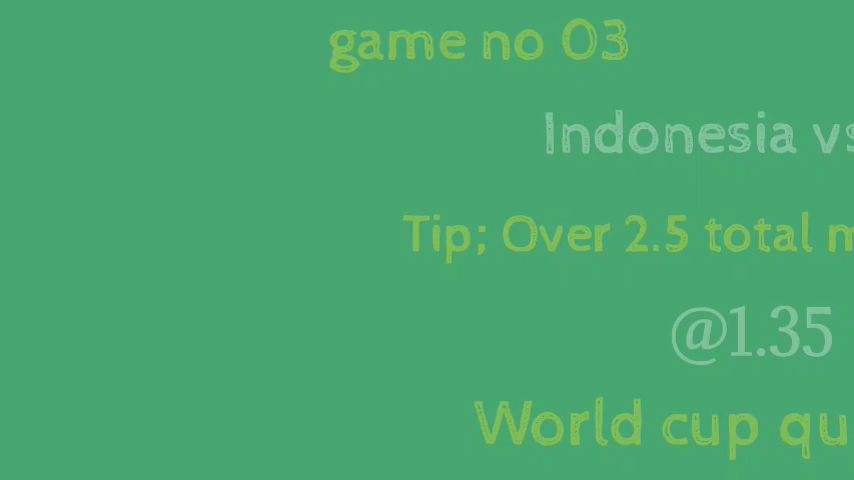 game no 03
Indonesia vs
Tip; Over 2.5 total
@1.35
World cup